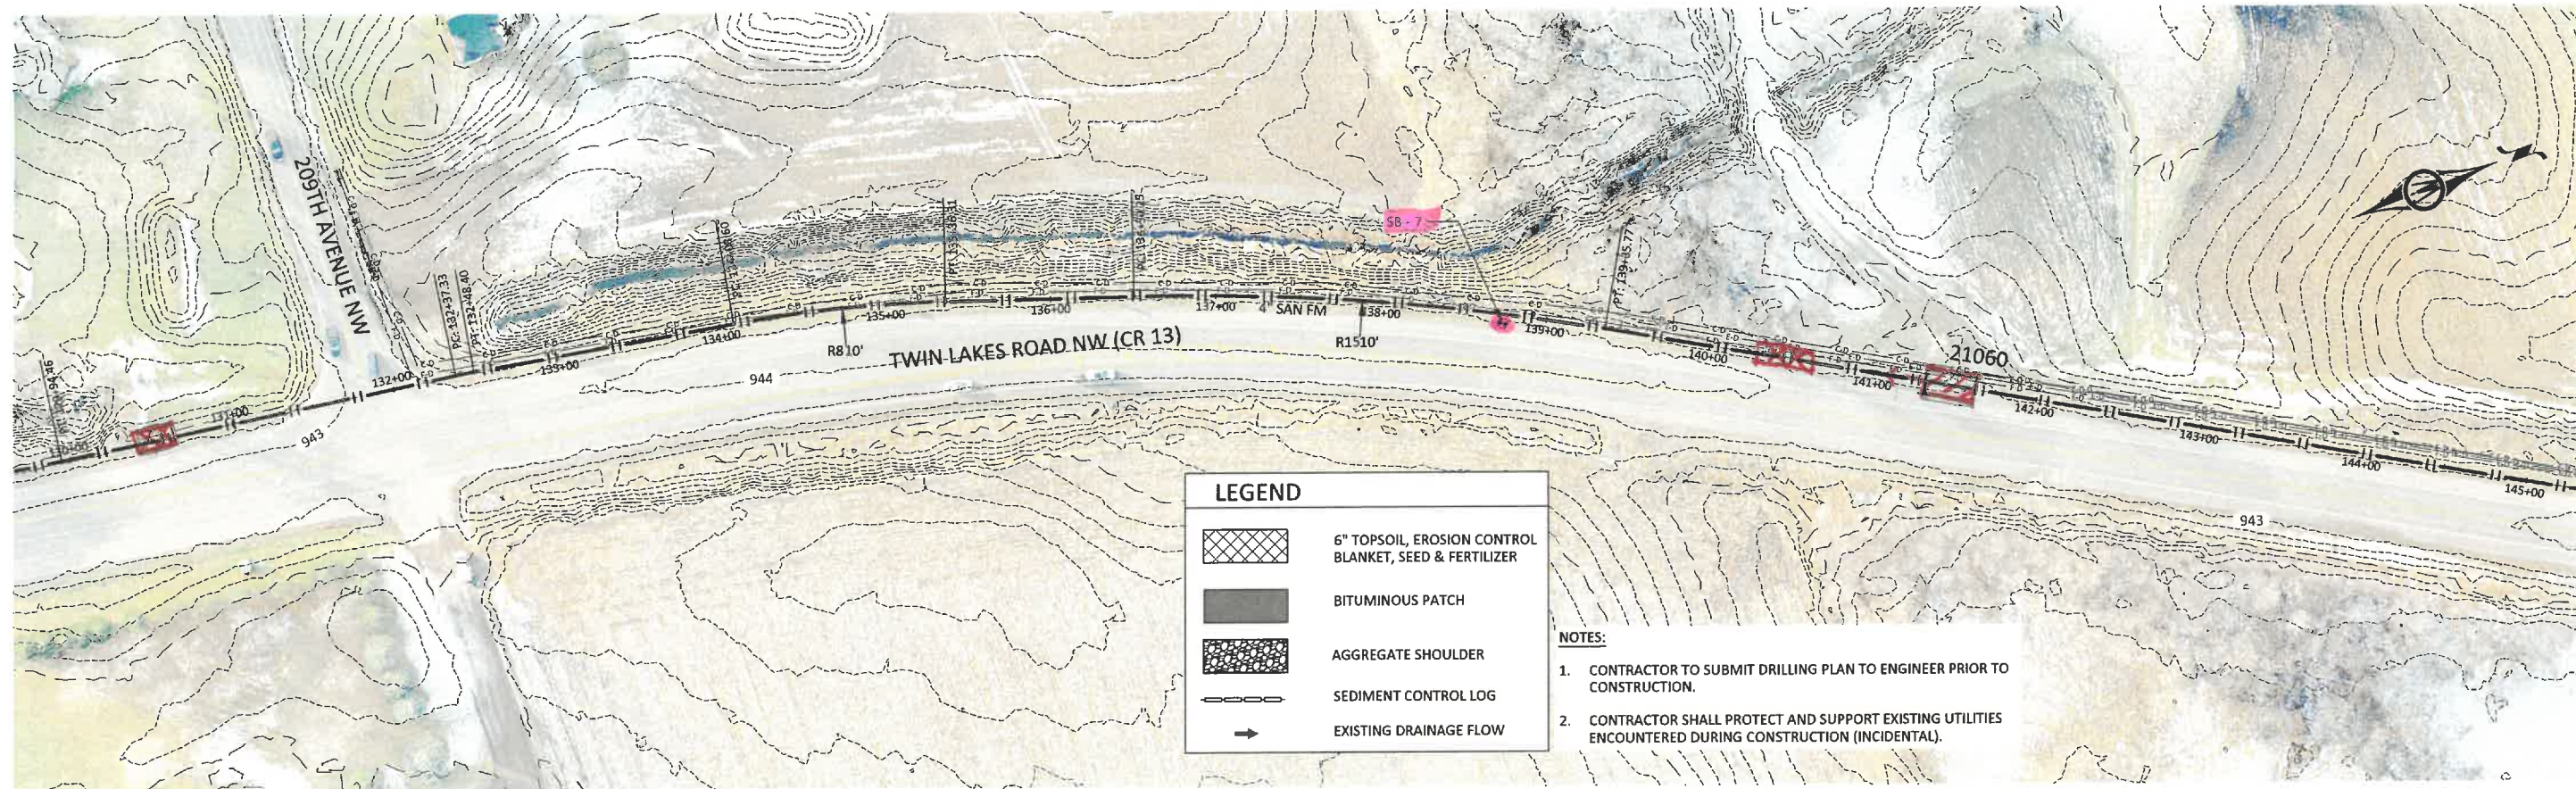 209TH AVENUE NW
SB - 7
PC: 132+37.33
PT: 132+48.40
PT: 139+35.77
131+00
132+00
133+00
134+00
135+00
136+00
137+00
4" SAN FM
138+00
139+00
140+00
141+00
142+00
143+00
144+00
145+00
R810'
R1510'
TWIN LAKES ROAD NW (CR 13)
21060
944
943
943
LEGEND
6" TOPSOIL, EROSION CONTROL
BLANKET, SEED & FERTILIZER
BITUMINOUS PATCH
AGGREGATE SHOULDER
SEDIMENT CONTROL LOG
EXISTING DRAINAGE FLOW
NOTES:
1. CONTRACTOR TO SUBMIT DRILLING PLAN TO ENGINEER PRIOR TO
CONSTRUCTION.
2. CONTRACTOR SHALL PROTECT AND SUPPORT EXISTING UTILITIES
ENCOUNTERED DURING CONSTRUCTION (INCIDENTAL).